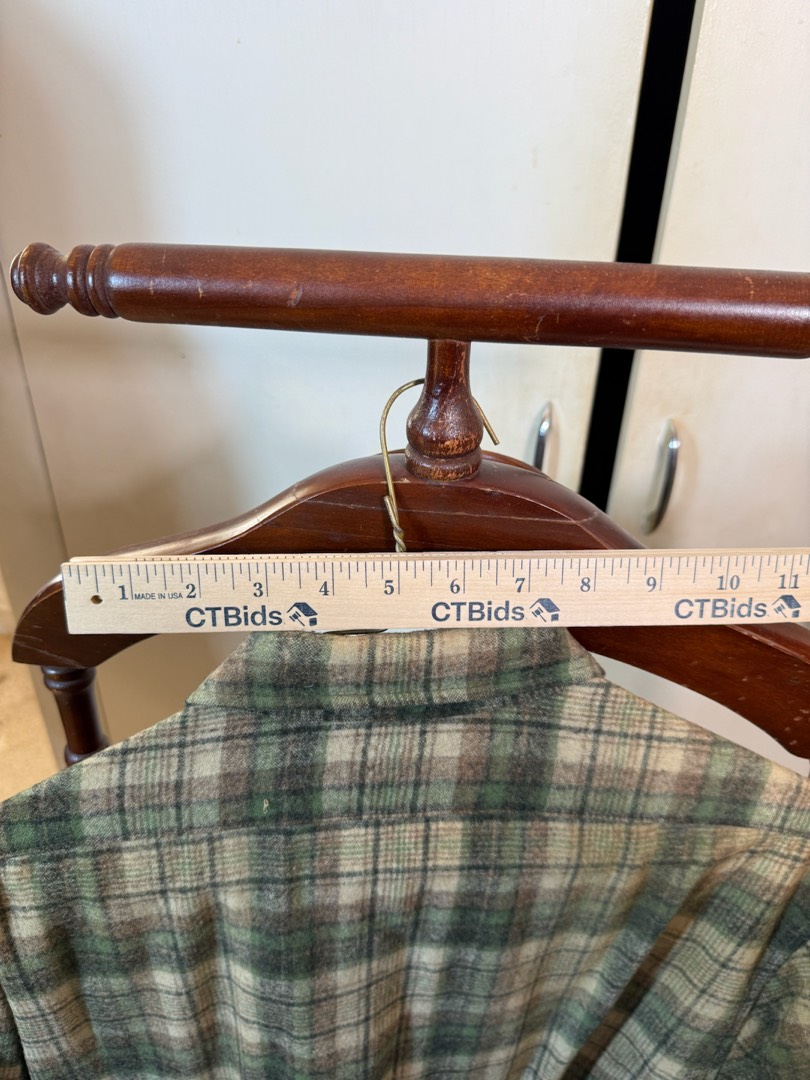 1 2 3 4 5 6 7 8 9 10 11
MADE IN USA
CTBids CTBids CTBids